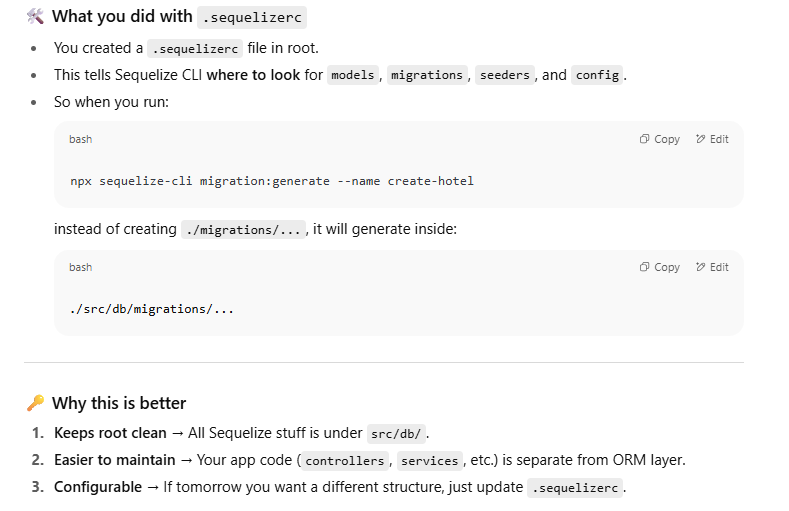 🛠 What you did with .sequelizerc
• You created a .sequelizerc file in root.
• This tells Sequelize CLI where to look for models, migrations, seeders, and config.
• So when you run:
bash Copy Edit
npx sequelize-cli migration:generate --name create-hotel
instead of creating ./migrations/..., it will generate inside:
bash Copy Edit
./src/db/migrations/...
🔑 Why this is better
1. Keeps root clean → All Sequelize stuff is under src/db/.
2. Easier to maintain → Your app code (controllers, services, etc.) is separate from ORM layer.
3. Configurable → If tomorrow you want a different structure, just update .sequelizerc.